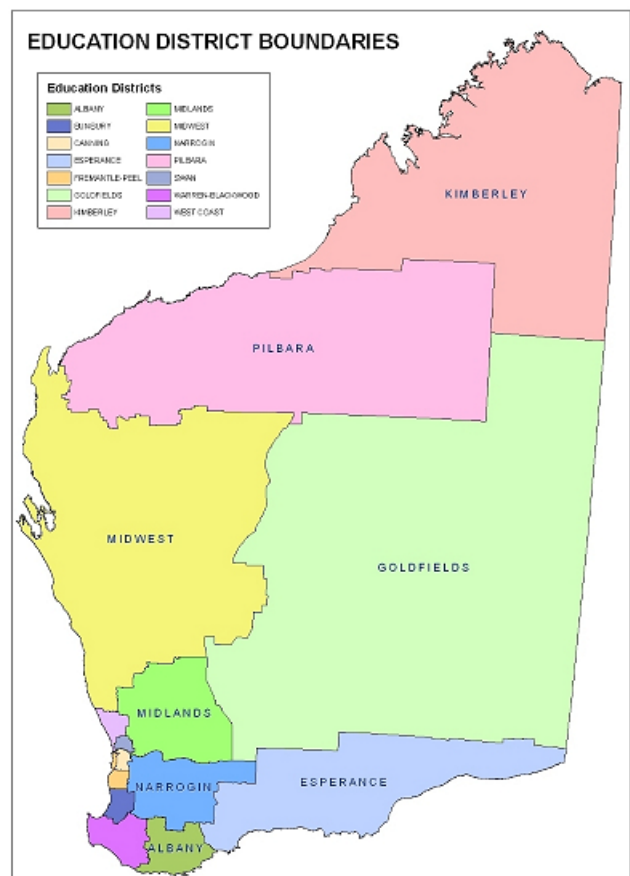 EDUCATION DISTRICT BOUNDARIES
Education Districts
ALBANY
BUNBURY
CANNING
ESPERANCE
FREMANTLE-PEEL
GOLDFIELDS
KIMBERLEY
MIDLANDS
MIDWEST
NARROGIN
PILBARA
SWAN
WARREN-BLACKWOOD
WEST COAST
KIMBERLEY
PILBARA
MIDWEST
GOLDFIELDS
MIDLANDS
ESPERANCE
NARROGIN
ALBANY